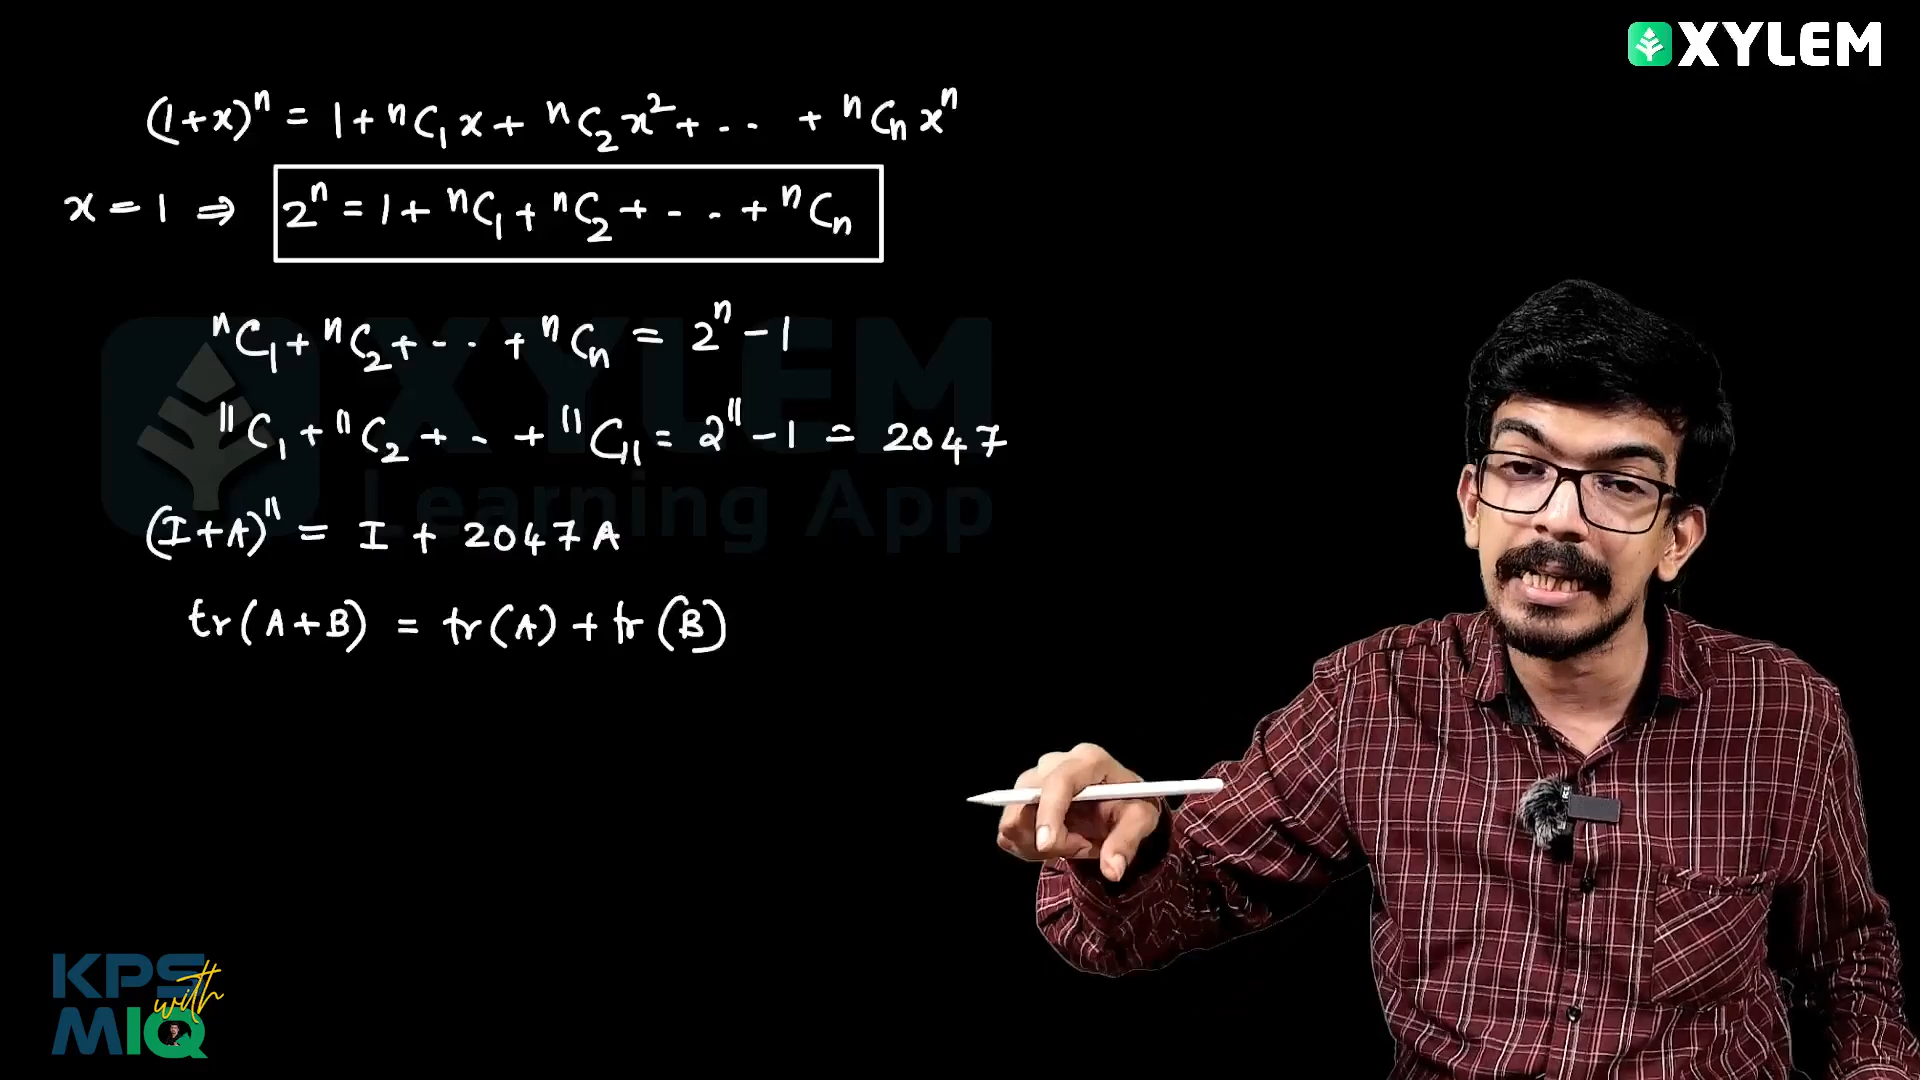 XYLEM
(1+x)ⁿ = 1 + ⁿC₁x + ⁿC₂x² + - - + ⁿCₙxⁿ
x = 1 ⇒ 2ⁿ = 1 + ⁿC₁ + ⁿC₂ + - - - + ⁿCₙ
ⁿC₁ + ⁿC₂ + - - + ⁿCₙ = 2ⁿ - 1
¹¹C₁ + ¹¹C₂ + - - + ¹¹C₁₁ = 2¹¹ - 1 = 2047
(I+A)¹¹ = I + 2047A
tr(A+B) = tr(A) + tr(B)
XYLEM
Learning App
KPS
with
MIQ